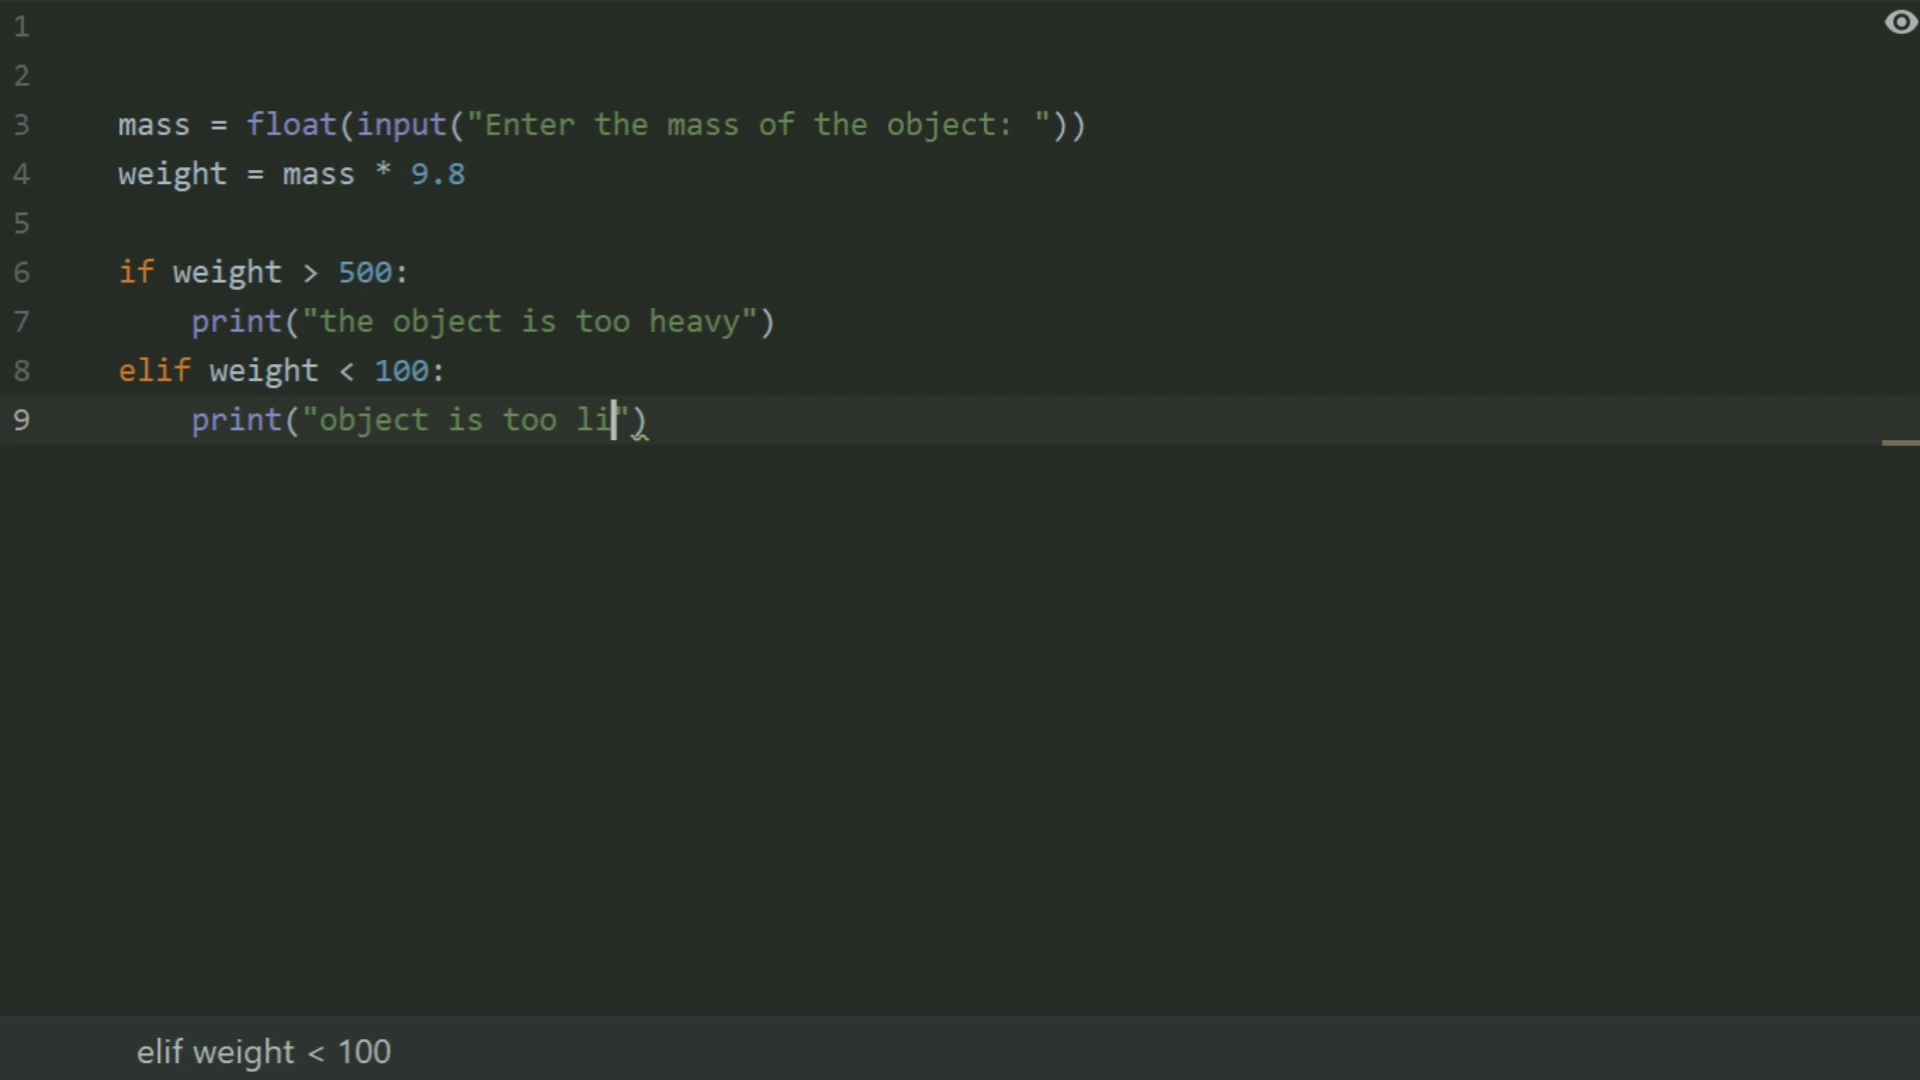 1
2
3 mass = float(input("Enter the mass of the object: "))
4 weight = mass * 9.8
5
6 if weight > 500:
7 print("the object is too heavy")
8 elif weight < 100:
9 print("object is too li")
elif weight < 100